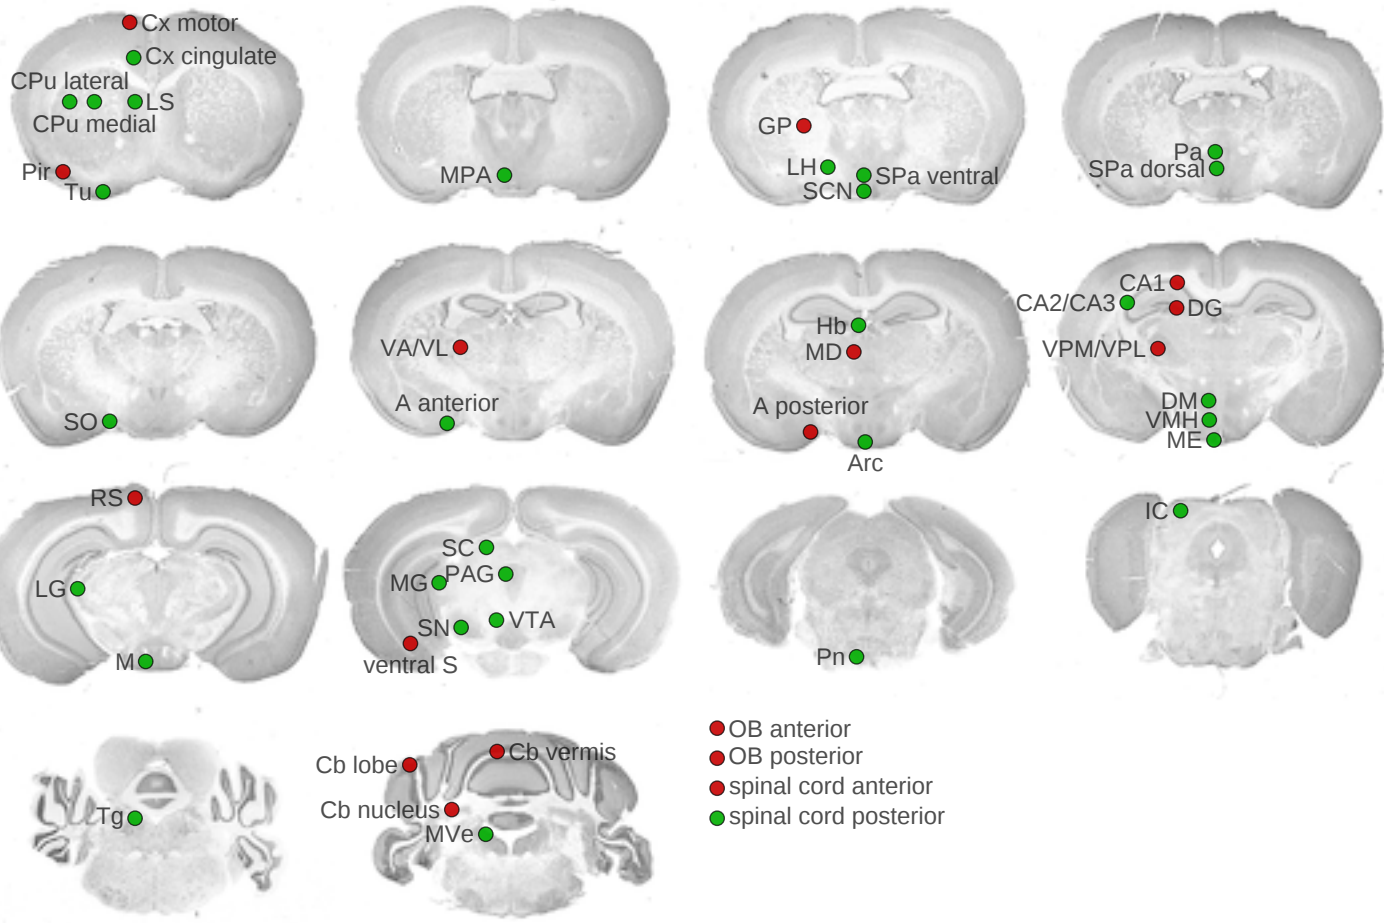 Cx motor
Cx cingulate
CPu lateral
LS
CPu medial
Pir
Tu
MPA
GP
LH
SPa ventral
SCN
Pa
SPa dorsal
SO
VA/VL
A anterior
Hb
MD
A posterior
Arc
CA1
CA2/CA3
DG
VPM/VPL
DM
VMH
ME
RS
LG
M
SC
MG
PAG
SN
VTA
ventral S
Pn
IC
Tg
Cb lobe
Cb vermis
Cb nucleus
MVe
OB anterior
OB posterior
spinal cord anterior
spinal cord posterior